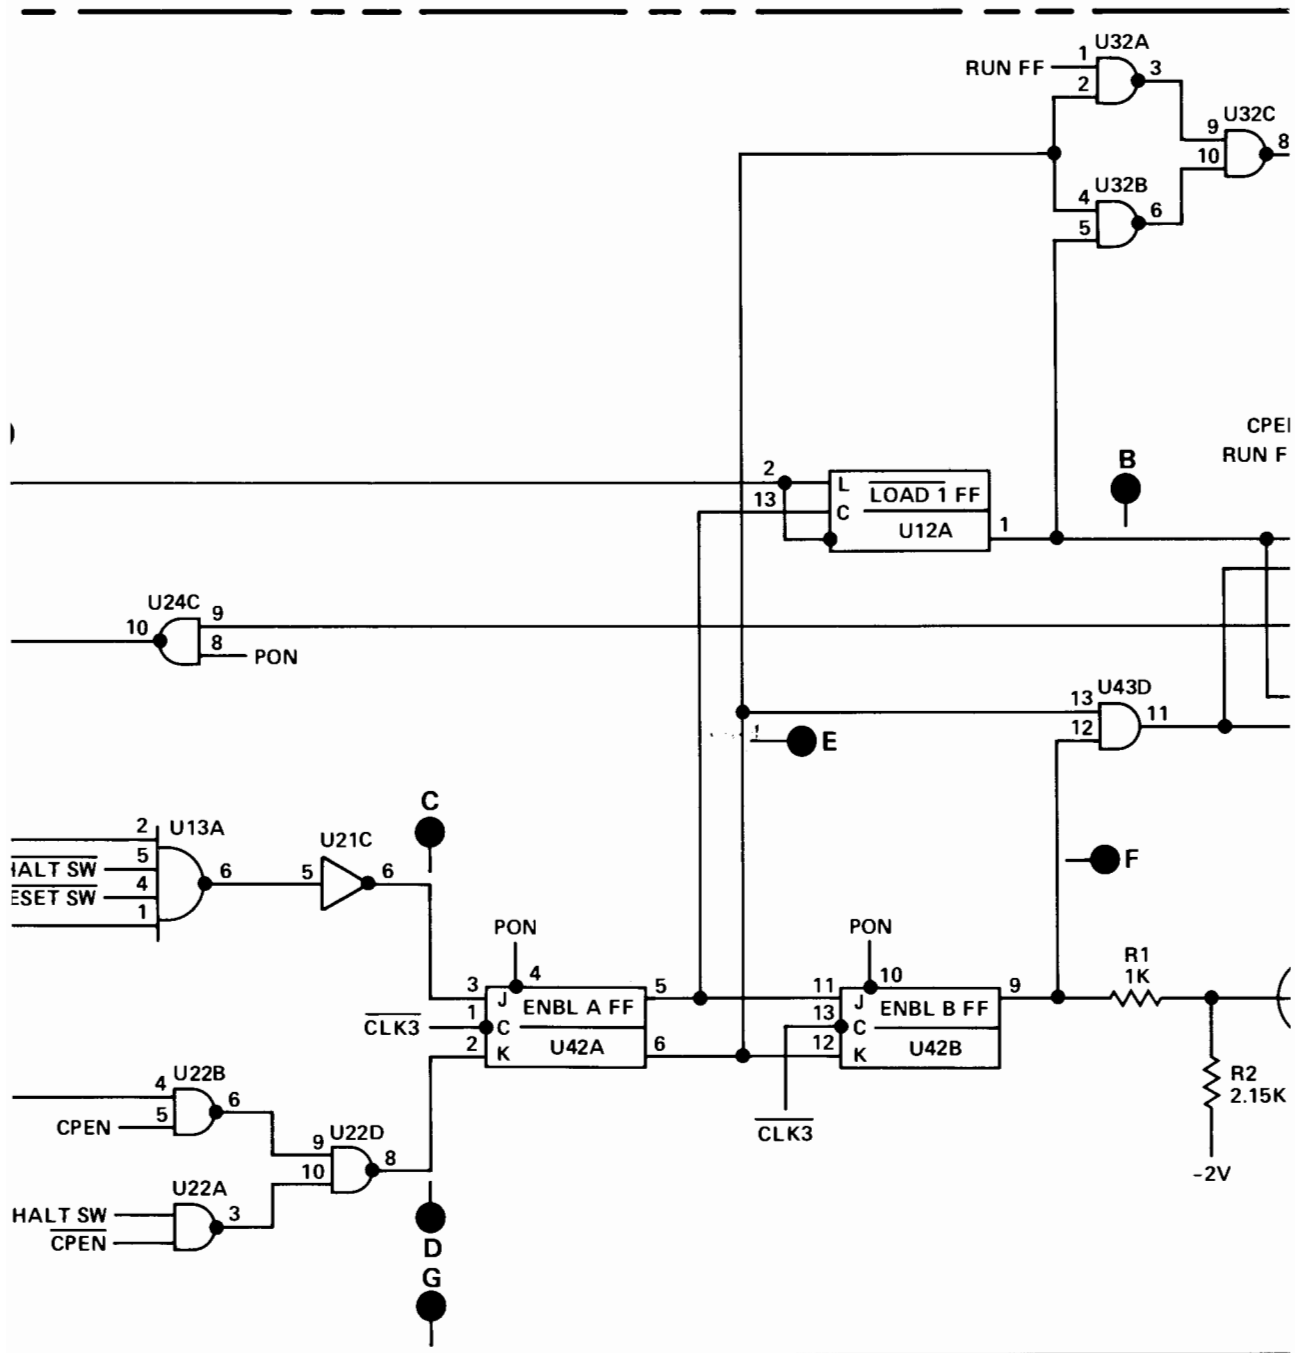 U32A
1
RUN FF
3
2
U32C
9
8
10
U32B
4
6
5
CPE
RUN F
B
2
L
LOAD 1 FF
13
C
U12A
1
U24C
9
10
8
PON
U43D
13
11
12
E
C
2
U13A
U21C
5
HALT SW
6
5
6
4
ESET SW
1
F
PON
PON
4
10
R1
1K
3
J
ENBL A FF
5
11
J
ENBL B FF
9
1
C
CLK3
13
C
2
K
U42A
6
12
K
U42B
U22B
4
6
5
CPEN
R2
2.15K
CLK3
U22D
9
8
10
-2V
U22A
HALT SW
3
CPEN
D
G